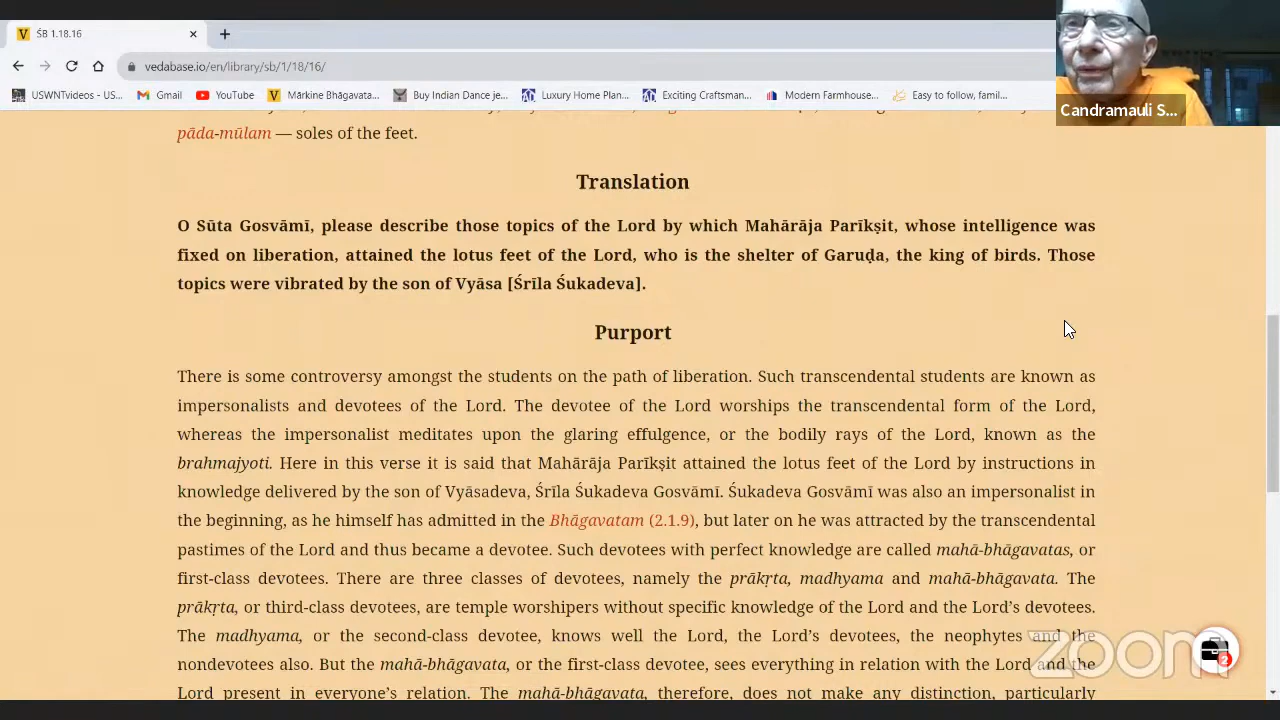 ŚB 1.18.16
vedabase.io/en/library/sb/1/18/16/
USWNTvideos - US...
Gmail
YouTube
Mārkine Bhāgavata...
Buy Indian Dance je...
Luxury Home Plan...
Exciting Craftsman...
Modern Farmhouse...
Easy to follow, famil...
Candramauli S...
pāda-mūlam — soles of the feet.
Translation
O Sūta Gosvāmī, please describe those topics of the Lord by which Mahārāja Parīkṣit, whose intelligence was
fixed on liberation, attained the lotus feet of the Lord, who is the shelter of Garuḍa, the king of birds. Those
topics were vibrated by the son of Vyāsa [Śrīla Śukadeva].
Purport
There is some controversy amongst the students on the path of liberation. Such transcendental students are known as
impersonalists and devotees of the Lord. The devotee of the Lord worships the transcendental form of the Lord,
whereas the impersonalist meditates upon the glaring effulgence, or the bodily rays of the Lord, known as the
brahmajyoti. Here in this verse it is said that Mahārāja Parīkṣit attained the lotus feet of the Lord by instructions in
knowledge delivered by the son of Vyāsadeva, Śrīla Śukadeva Gosvāmī. Śukadeva Gosvāmī was also an impersonalist in
the beginning, as he himself has admitted in the Bhāgavatam (2.1.9), but later on he was attracted by the transcendental
pastimes of the Lord and thus became a devotee. Such devotees with perfect knowledge are called mahā-bhāgavatas, or
first-class devotees. There are three classes of devotees, namely the prākṛta, madhyama and mahā-bhāgavata. The
prākṛta, or third-class devotees, are temple worshipers without specific knowledge of the Lord and the Lord's devotees.
The madhyama, or the second-class devotee, knows well the Lord, the Lord's devotees, the neophytes and the
nondevotees also. But the mahā-bhāgavata, or the first-class devotee, sees everything in relation with the Lord and the
Lord present in everyone's relation. The mahā-bhāgavata, therefore, does not make any distinction, particularly
zoom
2